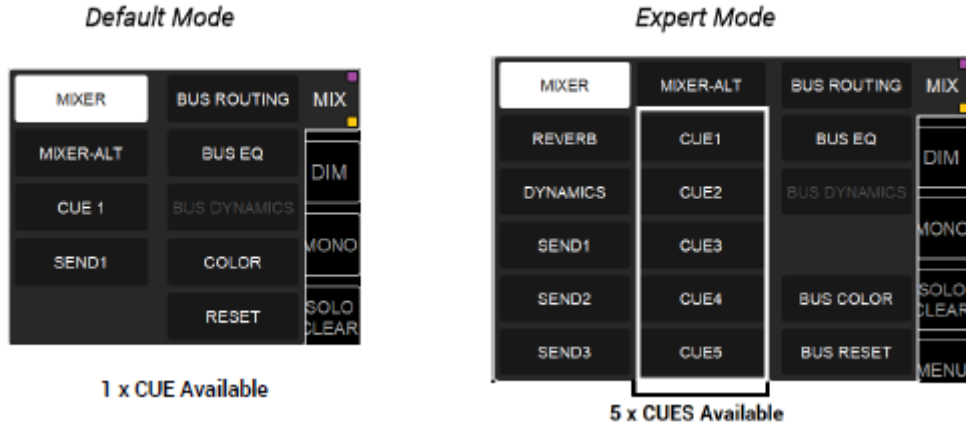 Default Mode
Expert Mode
MIXER
BUS ROUTING
MIX
MIXER-ALT
BUS EQ
DIM
CUE 1
BUS DYNAMICS
MONO
SEND1
COLOR
SOLO
CLEAR
RESET
1 x CUE Available
MIXER
MIXER-ALT
BUS ROUTING
MIX
REVERB
CUE1
BUS EQ
DIM
DYNAMICS
CUE2
BUS DYNAMICS
MONO
SEND1
CUE3
SEND2
CUE4
BUS COLOR
SOLO
CLEAR
SEND3
CUE5
BUS RESET
MENU
5 x CUES Available